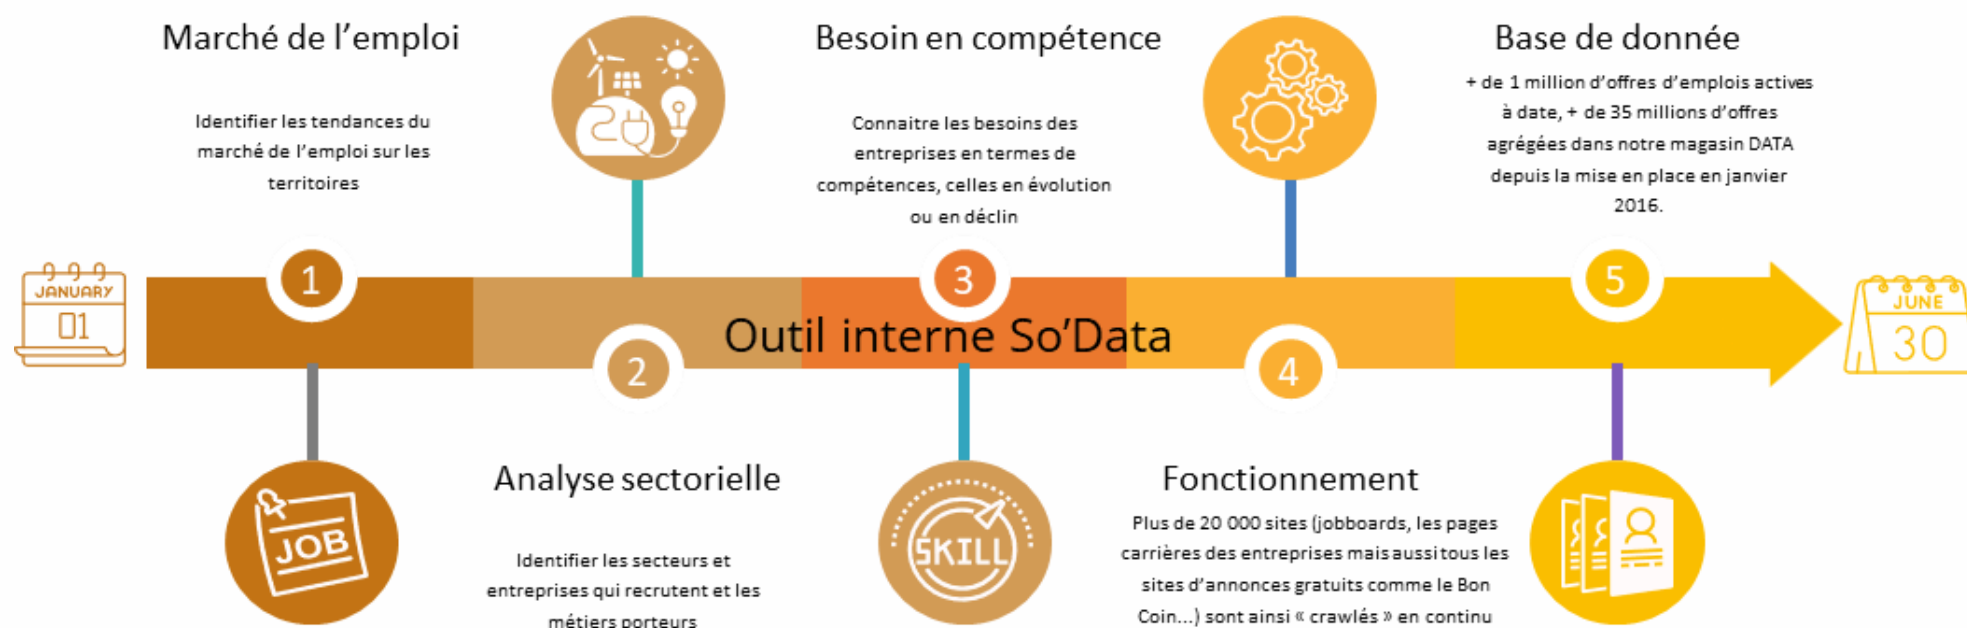 Marché de l'emploi
Identifier les tendances du
marché de l'emploi sur les
territoires
Besoin en compétence
Connaitre les besoins des
entreprises en termes de
compétences, celles en évolution
ou en déclin
Base de donnée
+ de 1 million d'offres d'emplois actives
à date, + de 35 millions d'offres
agrégées dans notre magasin DATA
depuis la mise en place en janvier
2016.
JANUARY
01
1
2
3
4
5
Outil interne So'Data
JUNE
30
JOB
Analyse sectorielle
Identifier les secteurs et
entreprises qui recrutent et les
métiers porteurs
SKILL
Fonctionnement
Plus de 20 000 sites (jobboards, les pages
carrières des entreprises mais aussi tous les
sites d'annonces gratuits comme le Bon
Coin...) sont ainsi « crawlés » en continu